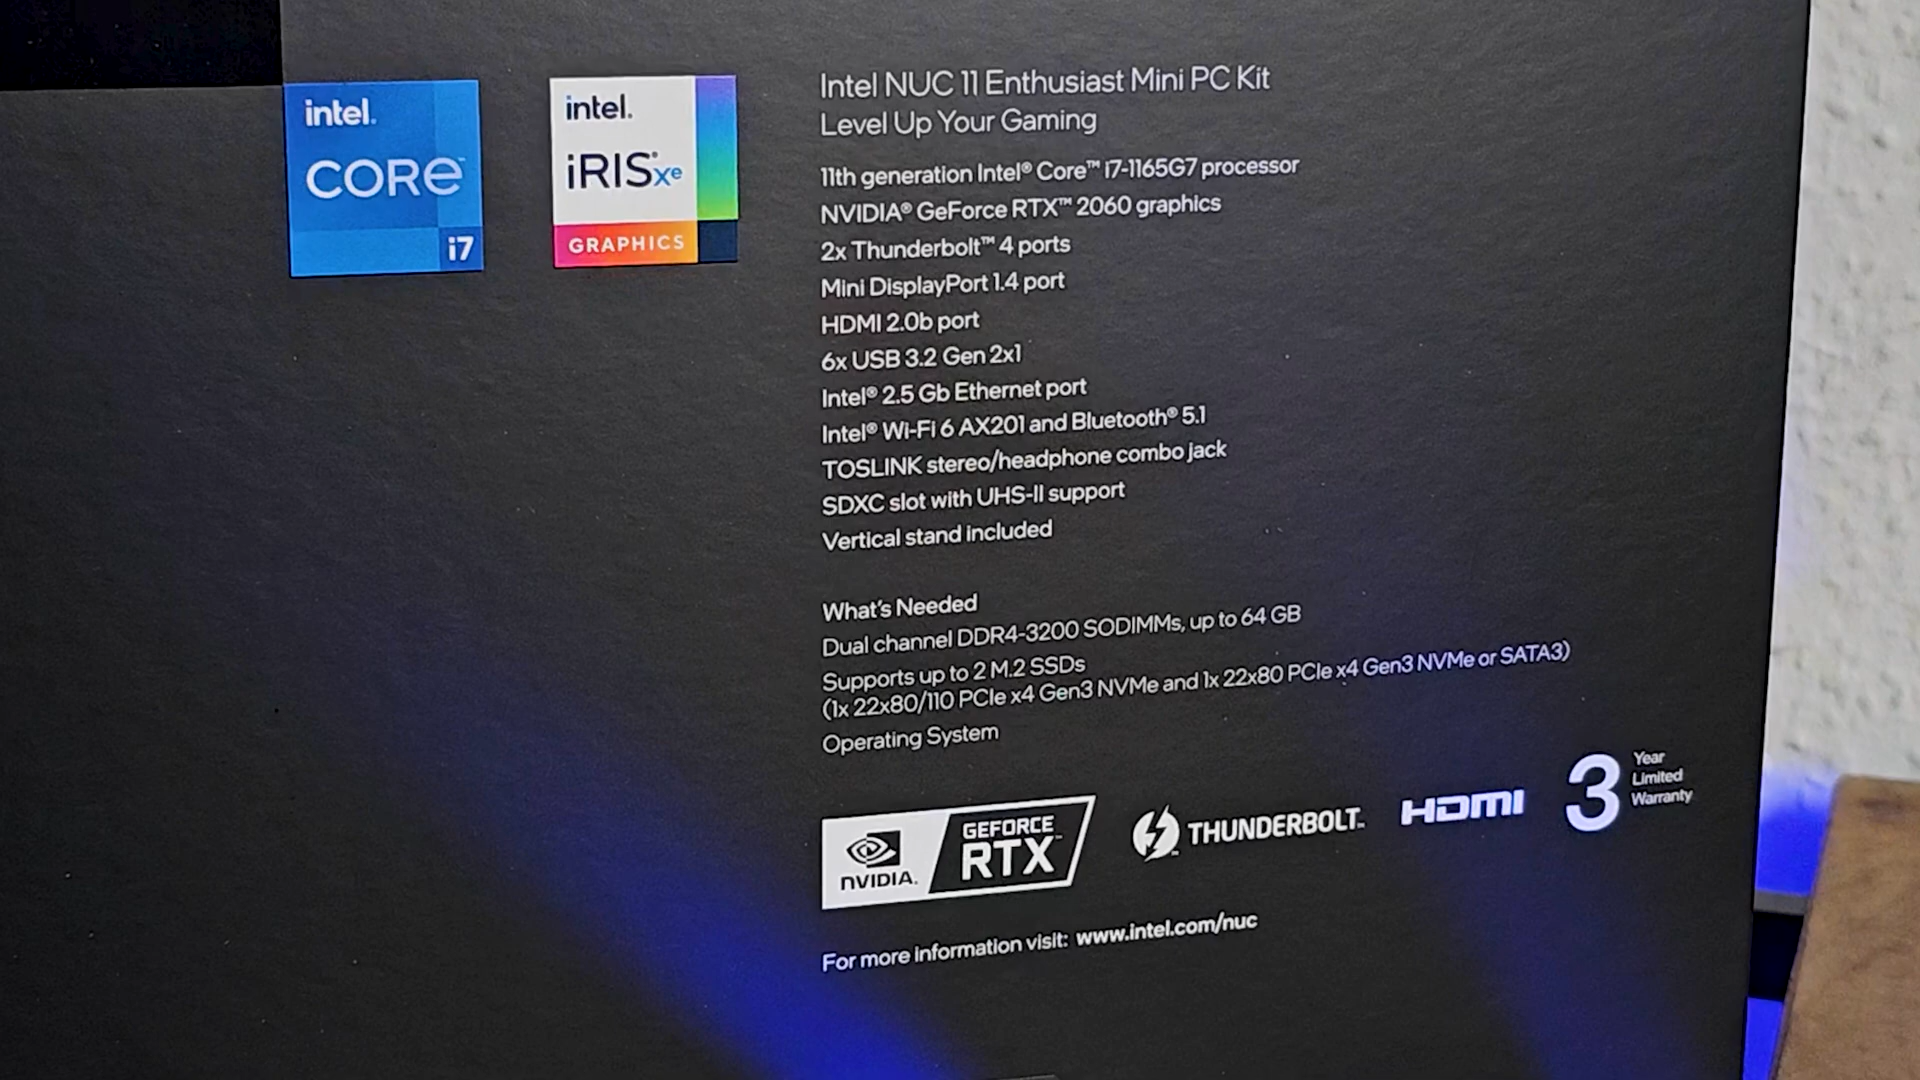 intel.
CORe™
i7
intel.
iRIS® Xe
GRAPHICS
Intel NUC 11 Enthusiast Mini PC Kit
Level Up Your Gaming
11th generation Intel® Core™ i7-1165G7 processor
NVIDIA® GeForce RTX™ 2060 graphics
2x Thunderbolt™ 4 ports
Mini DisplayPort 1.4 port
HDMI 2.0b port
6x USB 3.2 Gen 2x1
Intel® 2.5 Gb Ethernet port
Intel® Wi-Fi 6 AX201 and Bluetooth® 5.1
TOSLINK stereo/headphone combo jack
SDXC slot with UHS-II support
Vertical stand included
What's Needed
Dual channel DDR4-3200 SODIMMs, up to 64 GB
Supports up to 2 M.2 SSDs
(1x 22x80/110 PCIe x4 Gen3 NVMe and 1x 22x80 PCIe x4 Gen3 NVMe or SATA3)
Operating System
NVIDIA.
GEFORCE™
RTX
THUNDERBOLT™
HDMI
3
Year
Limited
Warranty
For more information visit: www.intel.com/nuc